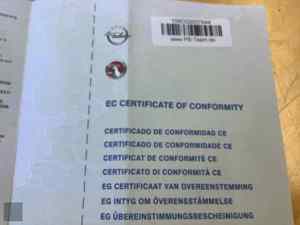 EC CERTIFICATE OF CONFORMITY
CERTIFICADO DE CONFORMIDAD CE
CERTIFICADO DE CONFORMIDADE CE
CERTIFICAT DE CONFORMITÉ CE
CERTIFICATO DI CONFORMITÀ CE
EG CERTIFICAAT VAN OVEREENSTEMMING
EG INTYG OM ÖVERENSSTÄMMELSE
EG ÜBEREINSTIMMUNGSBESCHEINIGUNG